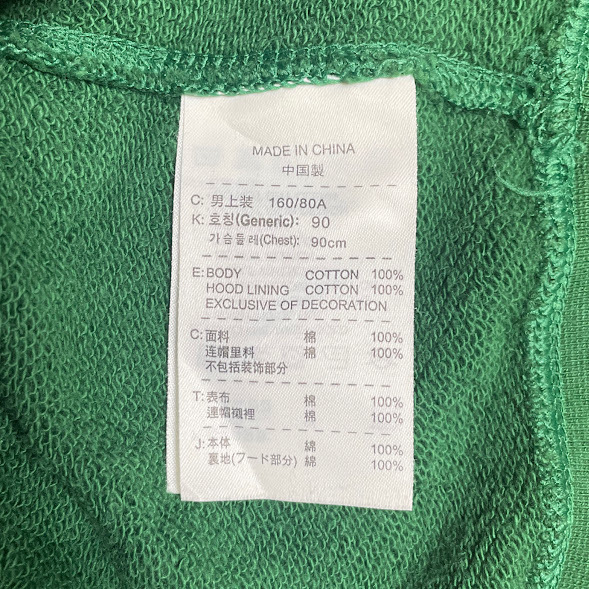 MADE IN CHINA
中国製
C: 男上装 160/80A
K: 호칭(Generic): 90
가슴둘레(Chest): 90cm
E: BODY COTTON 100%
HOOD LINING COTTON 100%
EXCLUSIVE OF DECORATION
C: 面料 棉 100%
连帽里料 棉 100%
不包括装饰部分
T: 表布 棉 100%
連帽襯裡 棉 100%
J: 本体 綿 100%
裏地(フード部分) 綿 100%